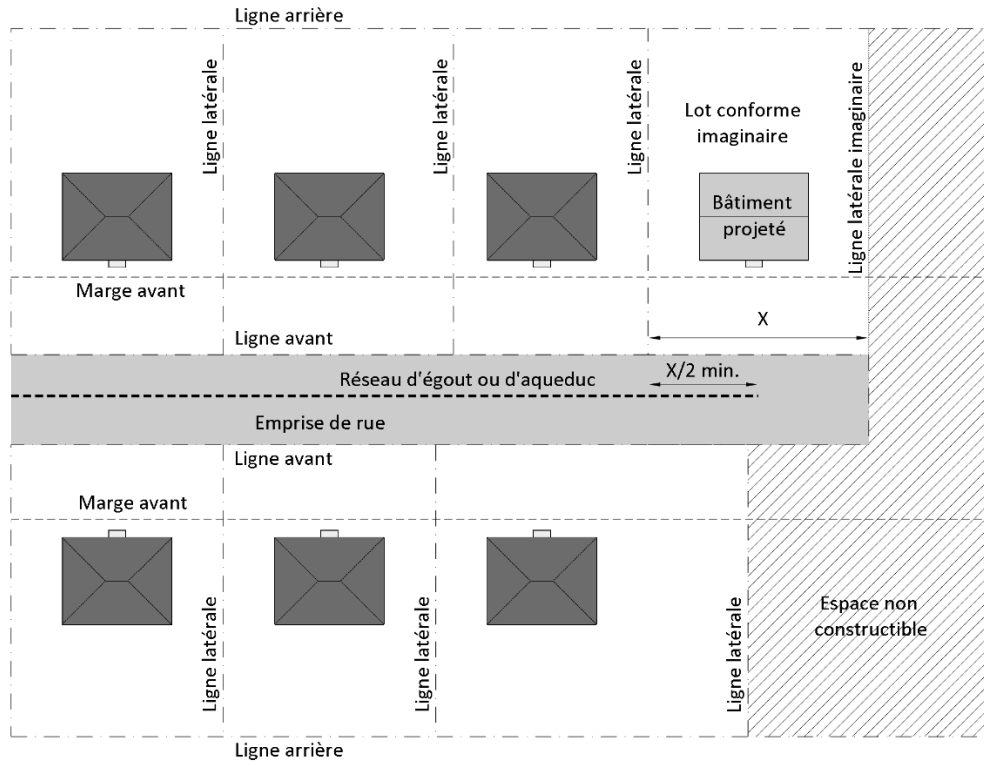 Ligne arrière
Ligne latérale
Ligne latérale
Ligne latérale
Lot conforme
imaginaire
Ligne latérale imaginaire
Bâtiment
projeté
Marge avant
X
Ligne avant
Réseau d'égout ou d'aqueduc
X/2 min.
Emprise de rue
Ligne avant
Marge avant
Ligne latérale
Ligne latérale
Ligne latérale
Espace non
constructible
Ligne arrière